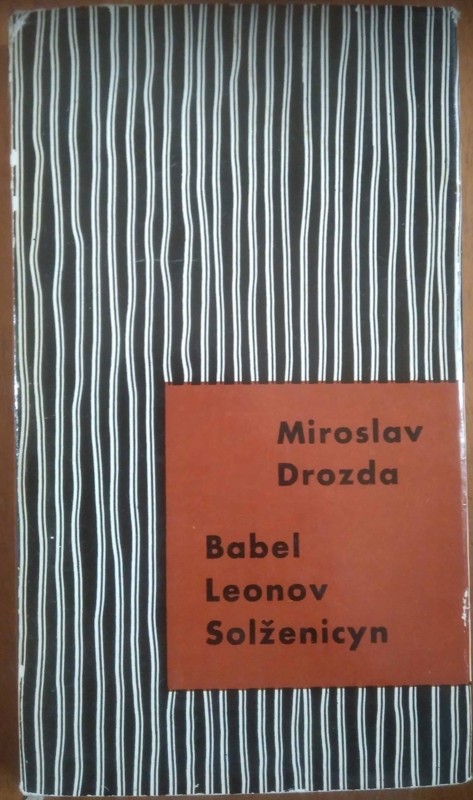 Miroslav
Drozda
Babel
Leonov
Solženicyn